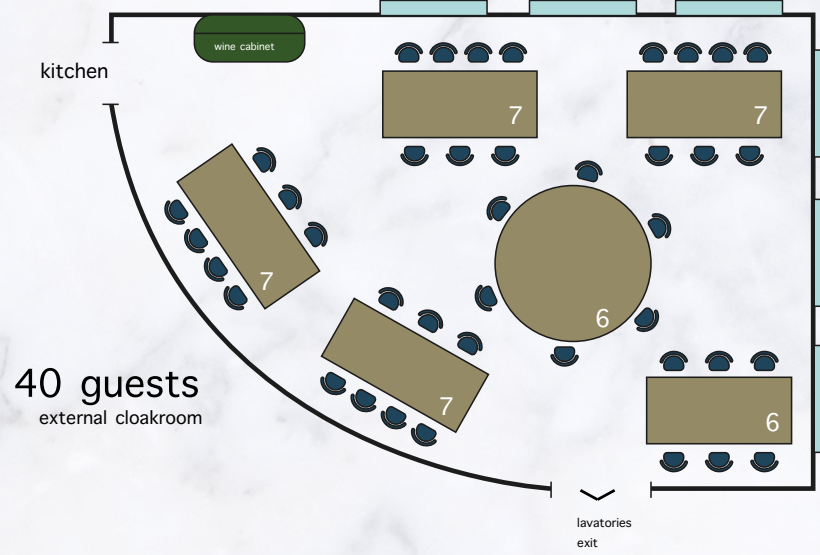 wine cabinet
kitchen
7
7
7
6
7
6
40 guests
external cloakroom
lavatories
exit